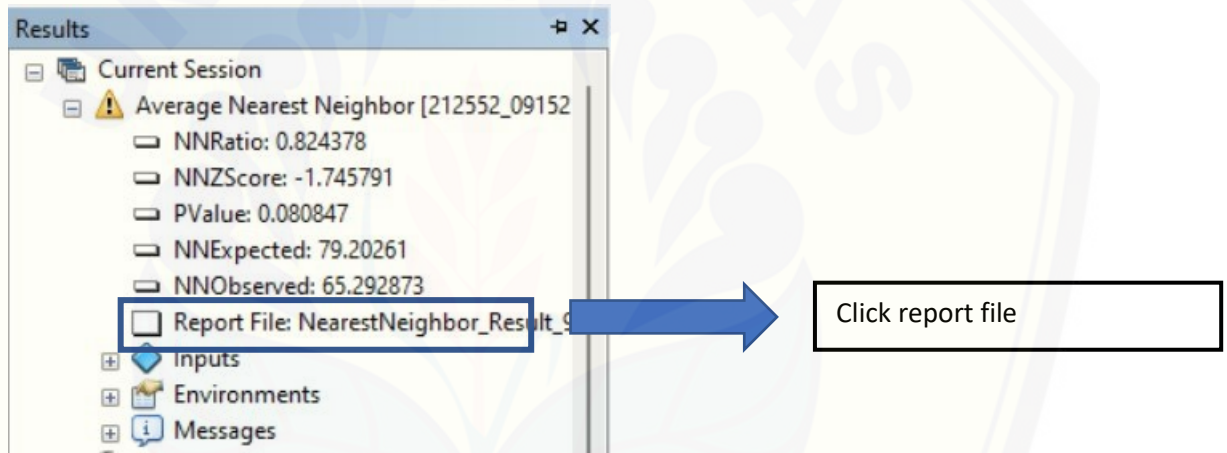 Results
Current Session
Average Nearest Neighbor [212552_09152
NNRatio: 0.824378
NNZScore: -1.745791
PValue: 0.080847
NNExpected: 79.20261
NNObserved: 65.292873
Report File: NearestNeighbor_Result_9
Click report file
Inputs
Environments
Messages